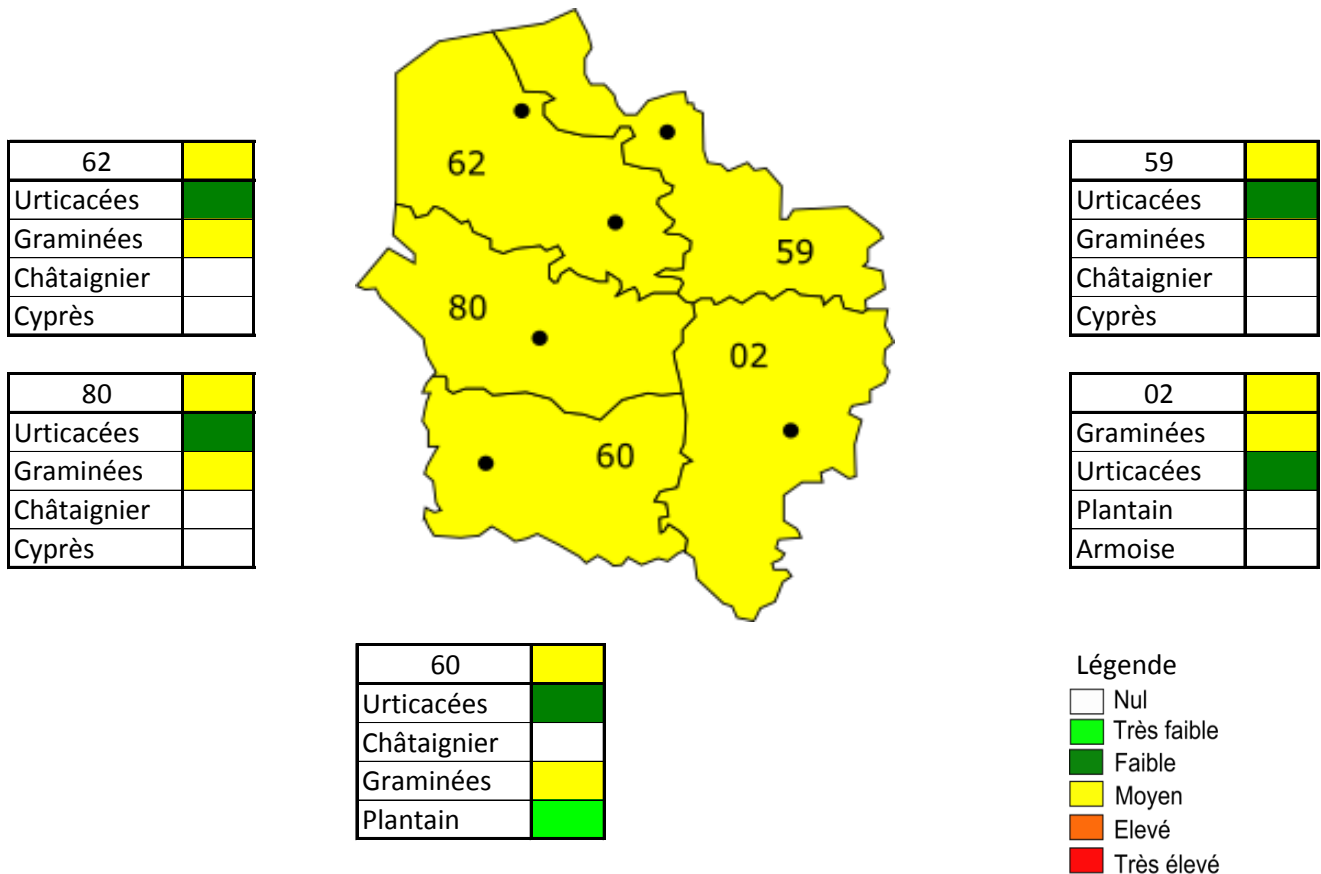 62
Urticacées
Graminées
Châtaignier
Cyprès
80
Urticacées
Graminées
Châtaignier
Cyprès
62
59
80
02
60
59
Urticacées
Graminées
Châtaignier
Cyprès
02
Graminées
Urticacées
Plantain
Armoise
60
Urticacées
Châtaignier
Graminées
Plantain
Légende
Nul
Très faible
Faible
Moyen
Elevé
Très élevé